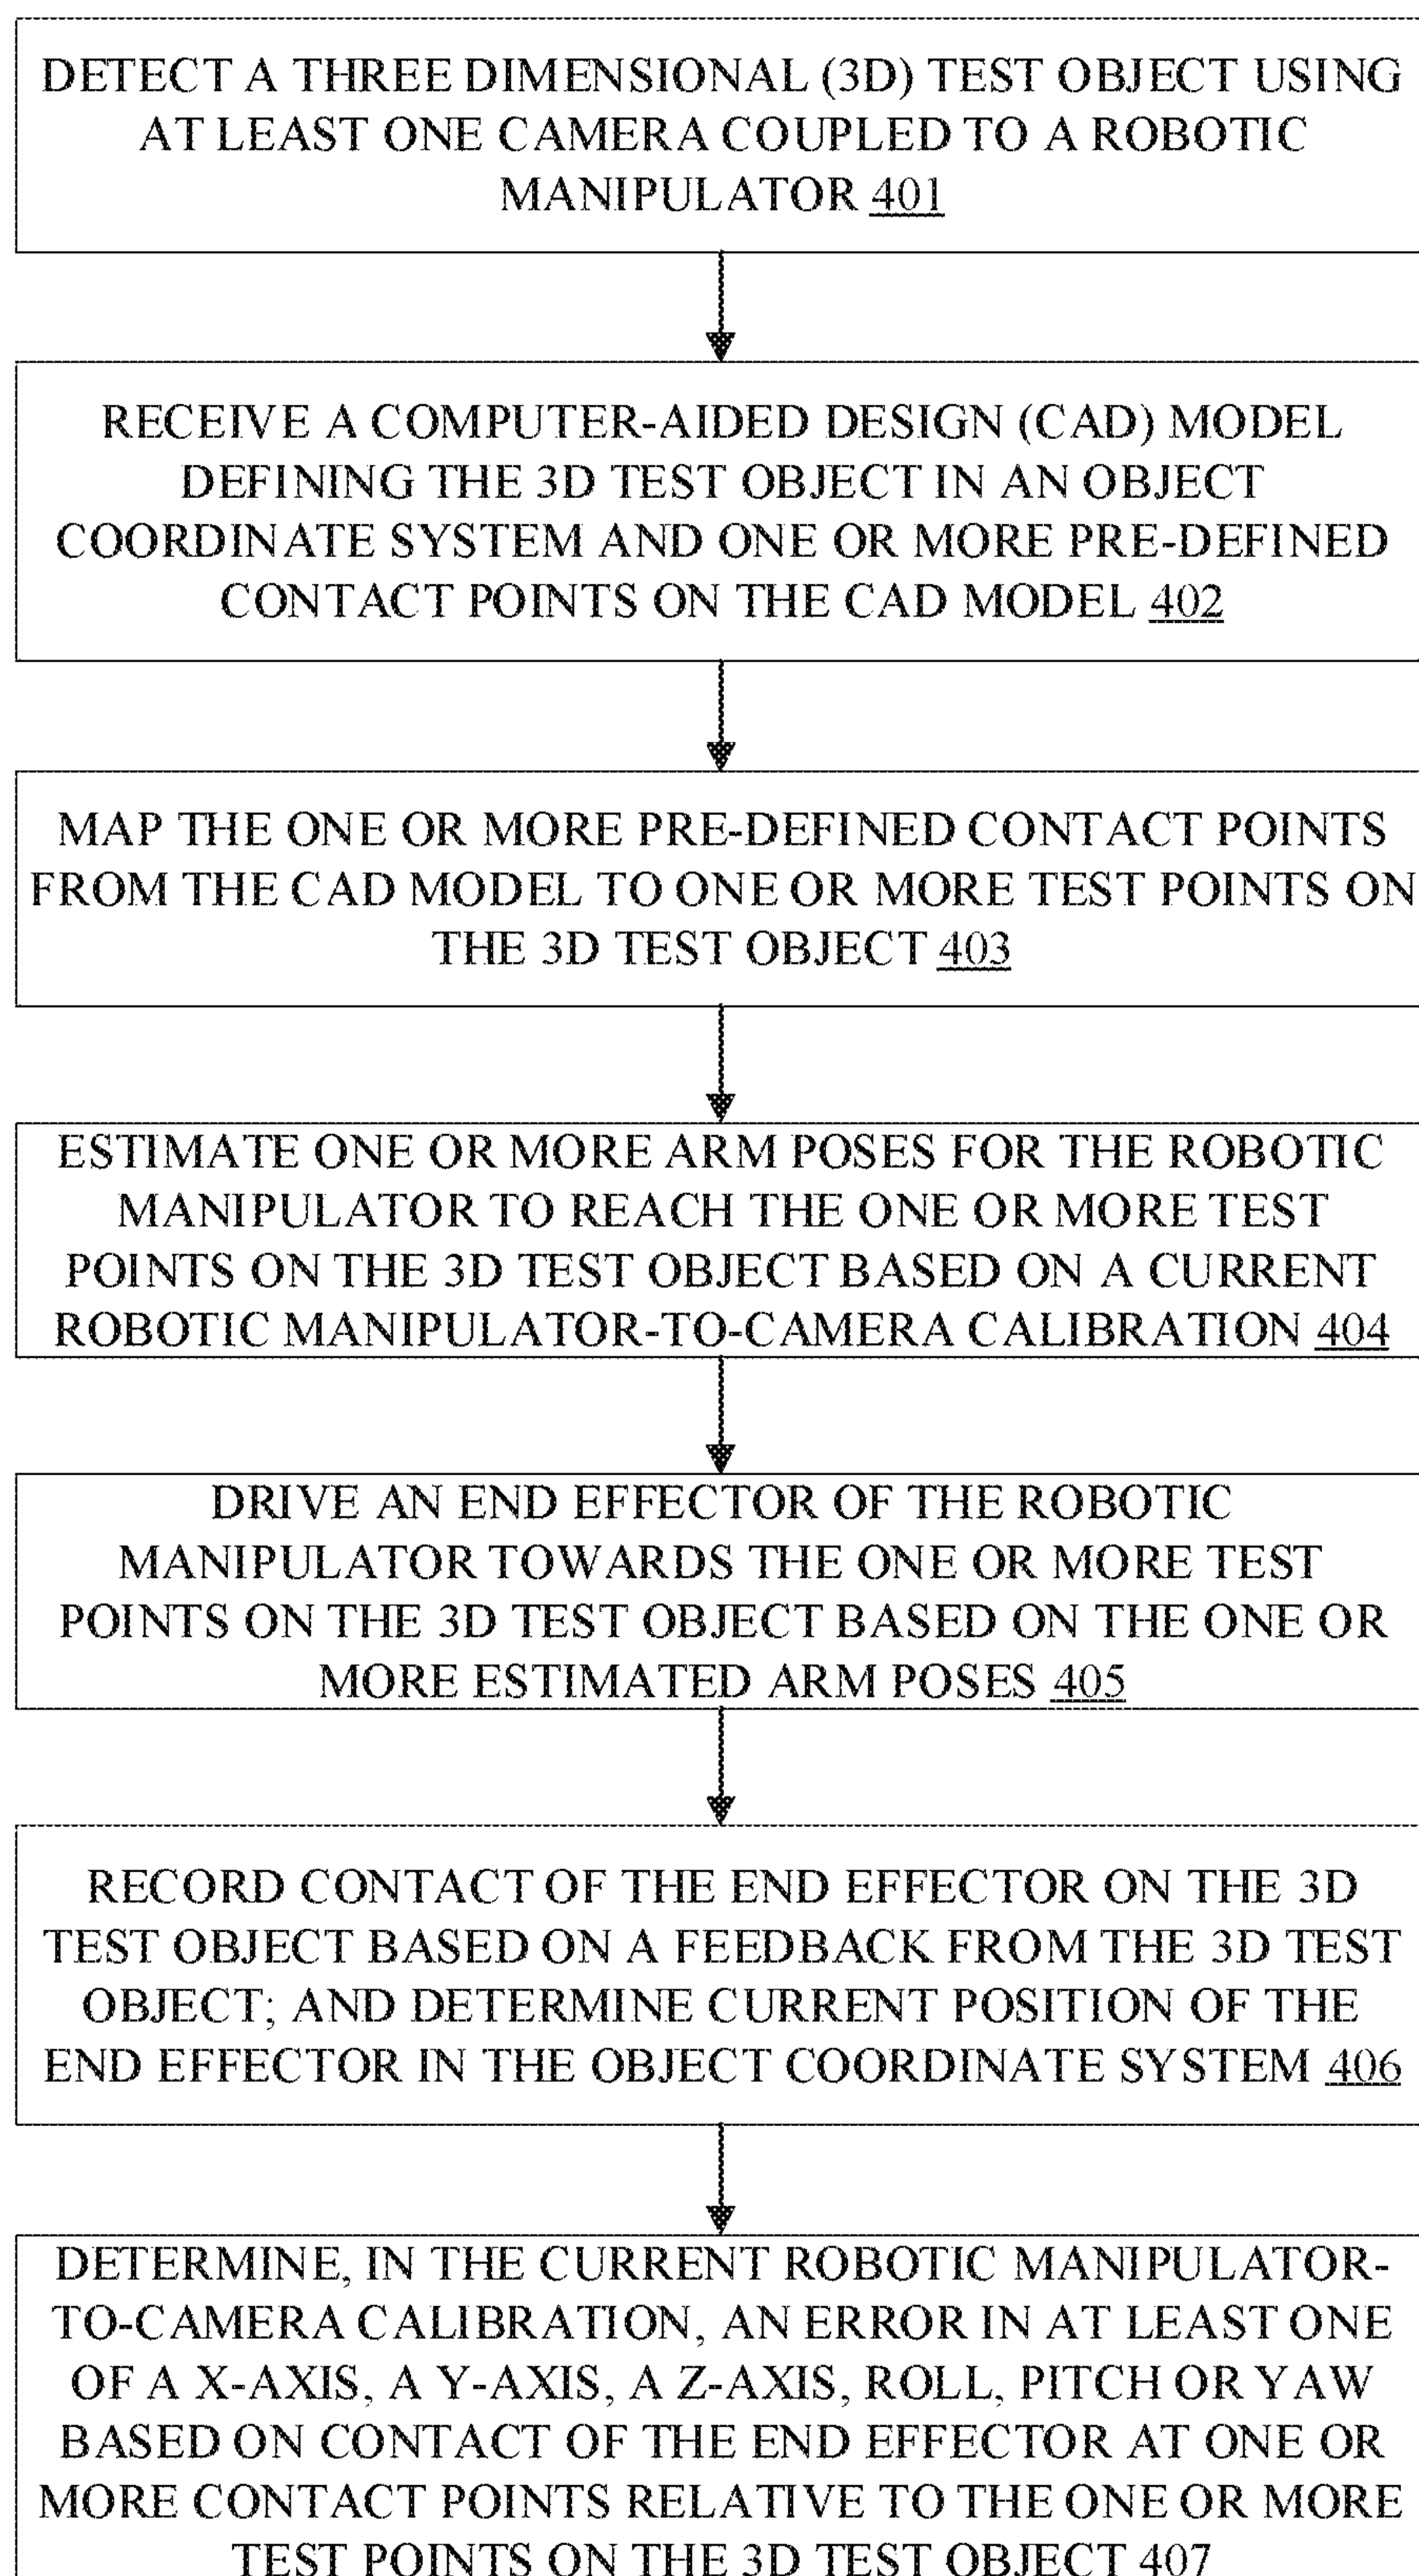 DETECT A THREE DIMENSIONAL (3D) TEST OBJECT USING
AT LEAST ONE CAMERA COUPLED TO A ROBOTIC
MANIPULATOR 401
RECEIVE A COMPUTER-AIDED DESIGN (CAD) MODEL
DEFINING THE 3D TEST OBJECT IN AN OBJECT
COORDINATE SYSTEM AND ONE OR MORE PRE-DEFINED
CONTACT POINTS ON THE CAD MODEL 402
MAP THE ONE OR MORE PRE-DEFINED CONTACT POINTS
FROM THE CAD MODEL TO ONE OR MORE TEST POINTS ON
THE 3D TEST OBJECT 403
ESTIMATE ONE OR MORE ARM POSES FOR THE ROBOTIC
MANIPULATOR TO REACH THE ONE OR MORE TEST
POINTS ON THE 3D TEST OBJECT BASED ON A CURRENT
ROBOTIC MANIPULATOR-TO-CAMERA CALIBRATION 404
DRIVE AN END EFFECTOR OF THE ROBOTIC
MANIPULATOR TOWARDS THE ONE OR MORE TEST
POINTS ON THE 3D TEST OBJECT BASED ON THE ONE OR
MORE ESTIMATED ARM POSES 405
RECORD CONTACT OF THE END EFFECTOR ON THE 3D
TEST OBJECT BASED ON A FEEDBACK FROM THE 3D TEST
OBJECT; AND DETERMINE CURRENT POSITION OF THE
END EFFECTOR IN THE OBJECT COORDINATE SYSTEM 406
DETERMINE, IN THE CURRENT ROBOTIC MANIPULATOR-
TO-CAMERA CALIBRATION, AN ERROR IN AT LEAST ONE
OF A X-AXIS, A Y-AXIS, A Z-AXIS, ROLL, PITCH OR YAW
BASED ON CONTACT OF THE END EFFECTOR AT ONE OR
MORE CONTACT POINTS RELATIVE TO THE ONE OR MORE
TEST POINTS ON THE 3D TEST OBJECT 407